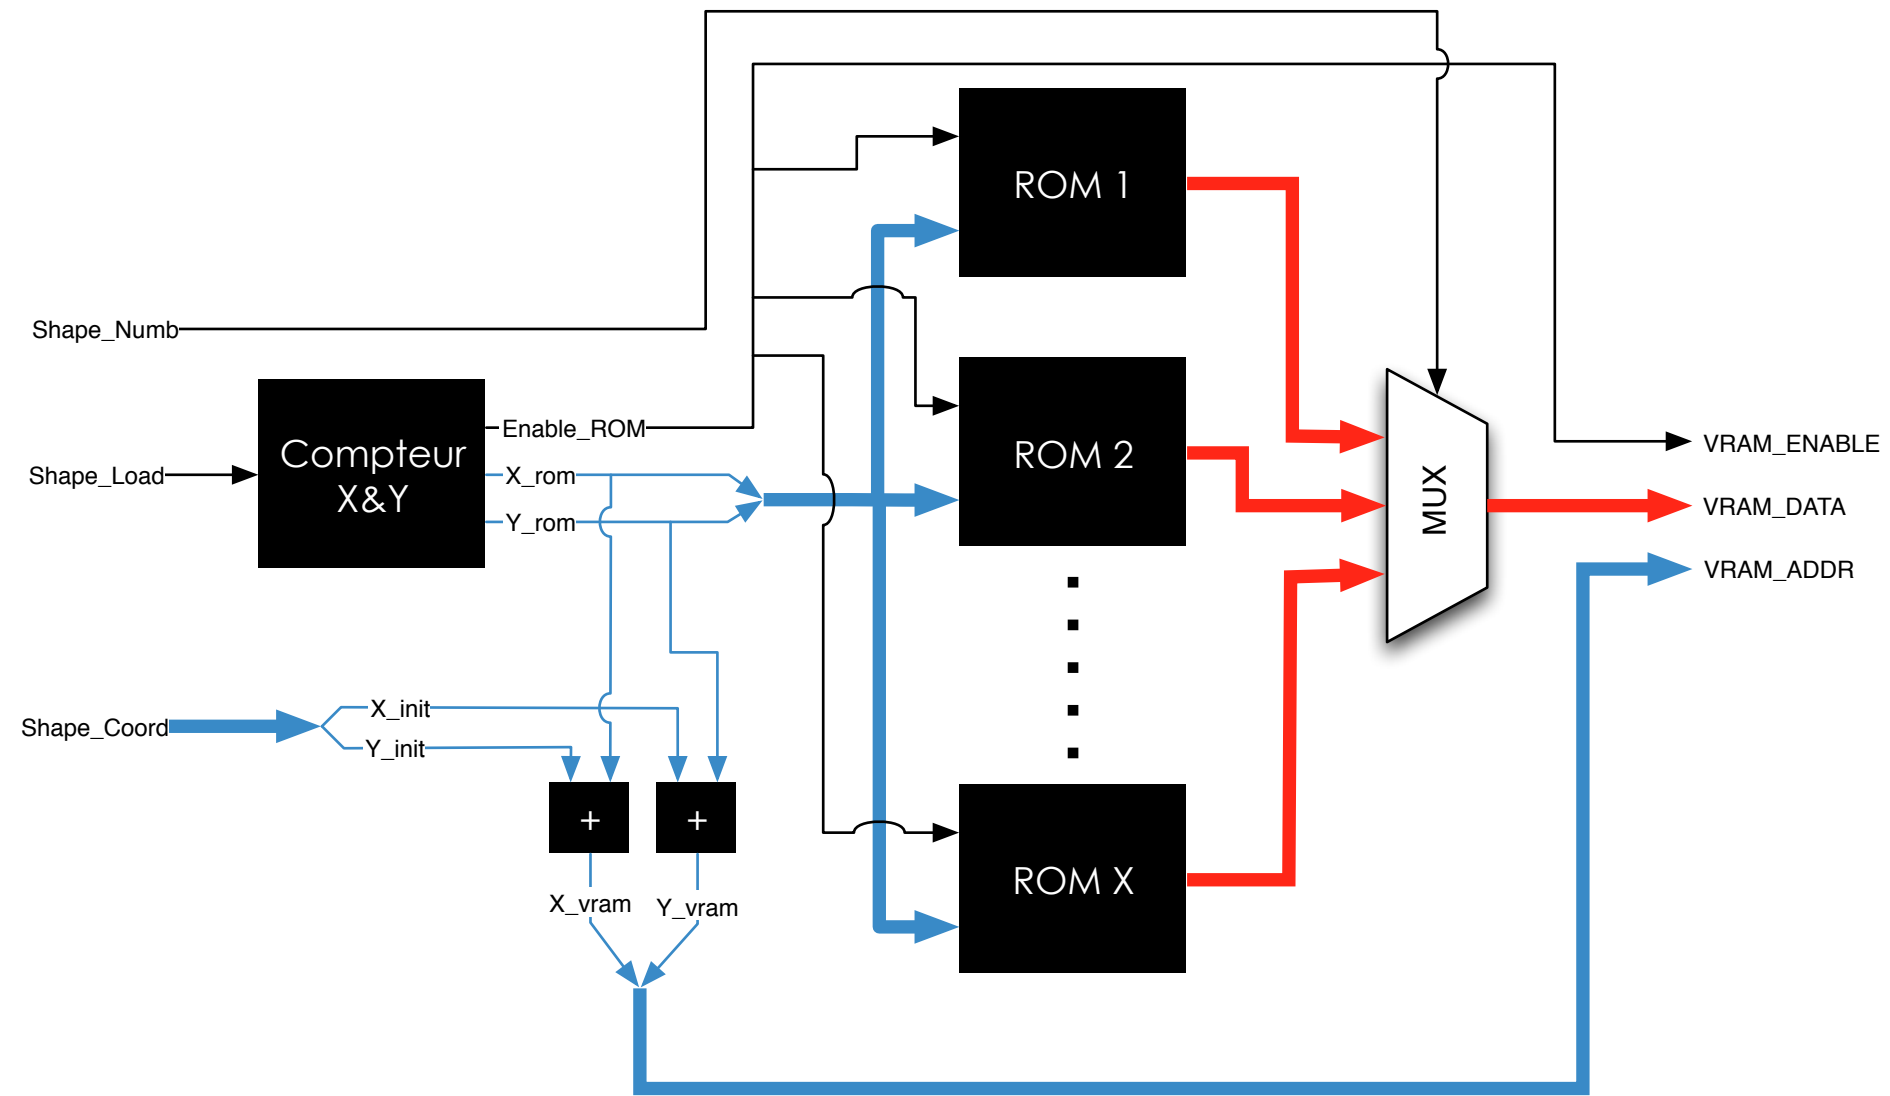 ROM 1
Shape_Numb
Enable_ROM
VRAM_ENABLE
Compteur
X&Y
ROM 2
Shape_Load
X_rom
MUX
VRAM_DATA
Y_rom
VRAM_ADDR
X_init
Shape_Coord
Y_init
+
+
ROM X
X_vram
Y_vram